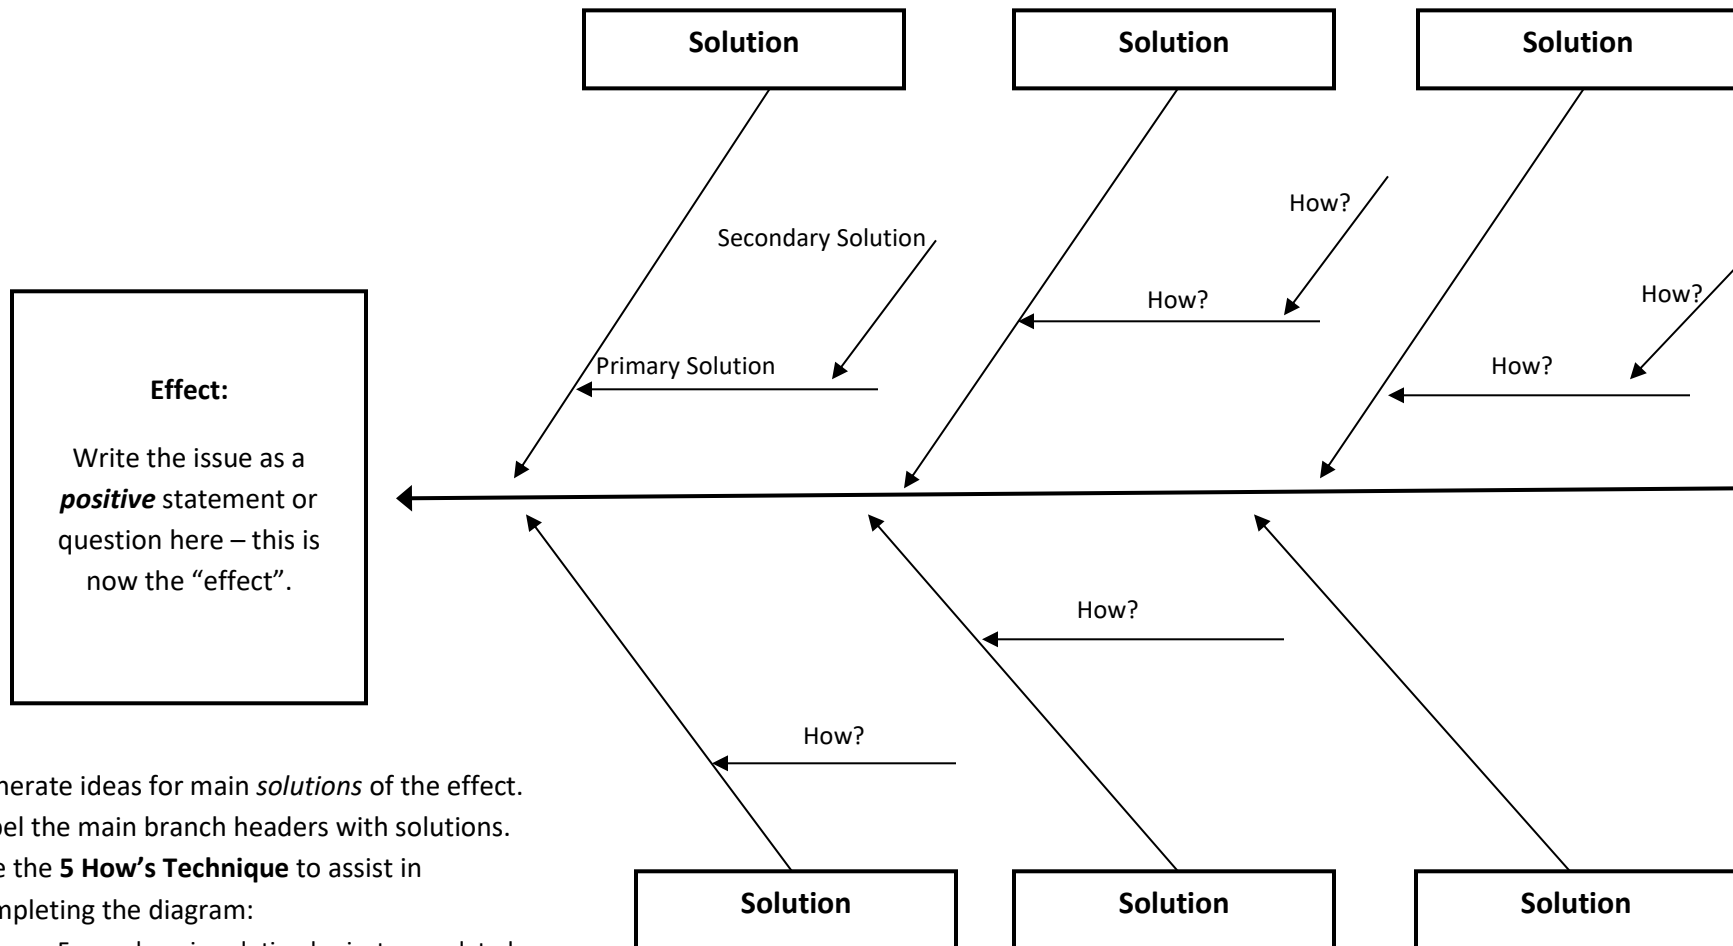 Solution
Solution
Solution
How?
Secondary Solution
How?
How?
Primary Solution
How?
Effect:
Write the issue as a
positive statement or
question here – this is
now the “effect”.
How?
How?
nerate ideas for main solutions of the effect.
bel the main branch headers with solutions.
e the 5 How’s Technique to assist in
mpleting the diagram:
Solution
Solution
Solution